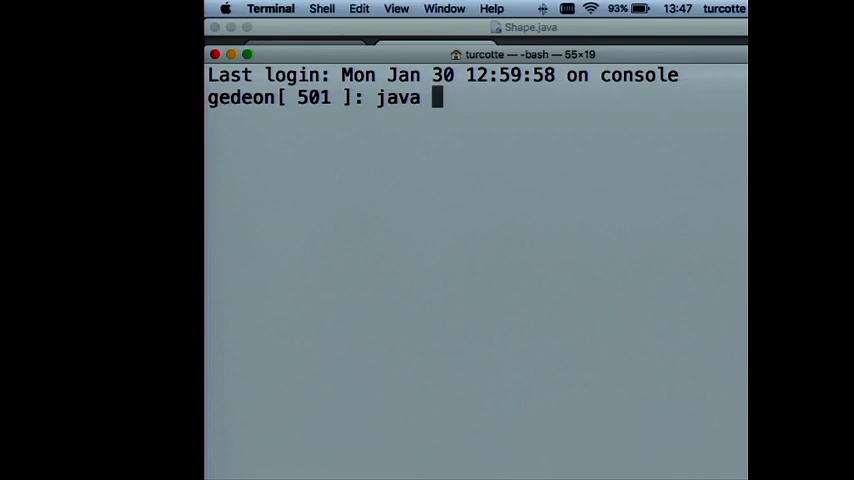 Terminal Shell Edit View Window Help 93% 13:47 turcotte
Shape.java
turcotte — -bash — 55×19
Last login: Mon Jan 30 12:59:58 on console
gedeon[ 501 ]: java